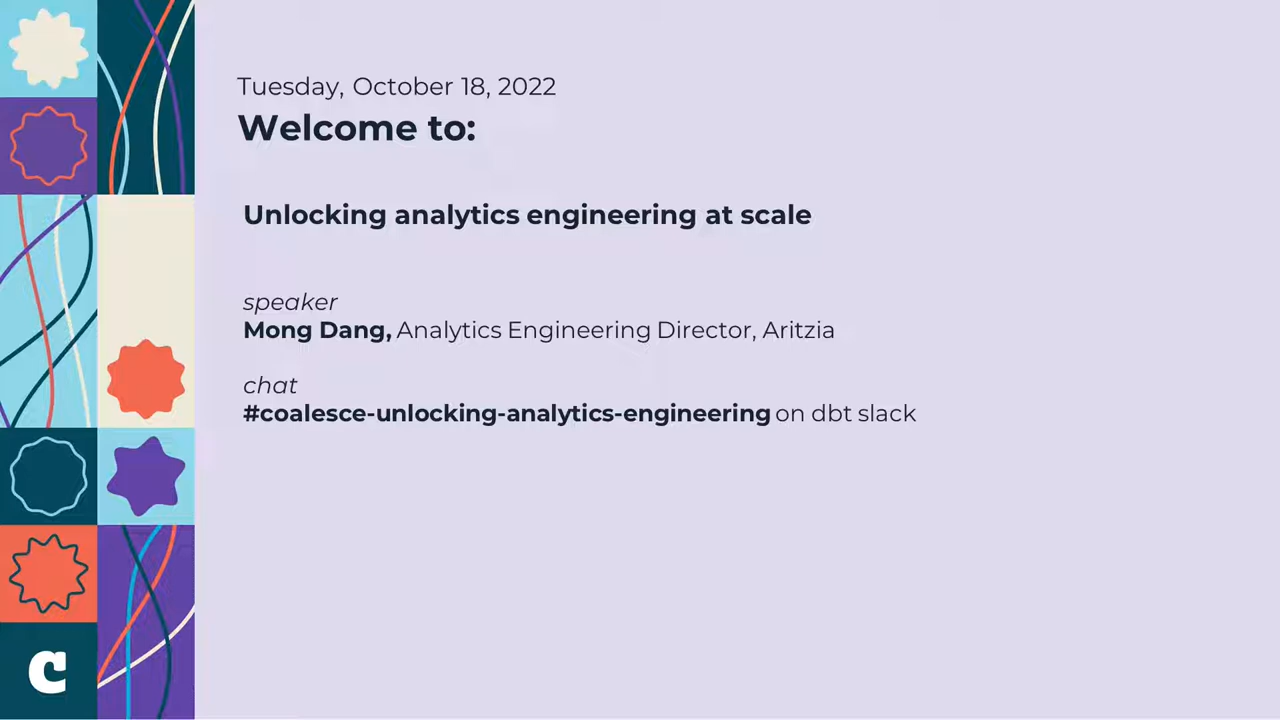 Tuesday, October 18, 2022
Welcome to:
Unlocking analytics engineering at scale
speaker
Mong Dang, Analytics Engineering Director, Aritzia
chat
#coalesce-unlocking-analytics-engineering on dbt slack
c